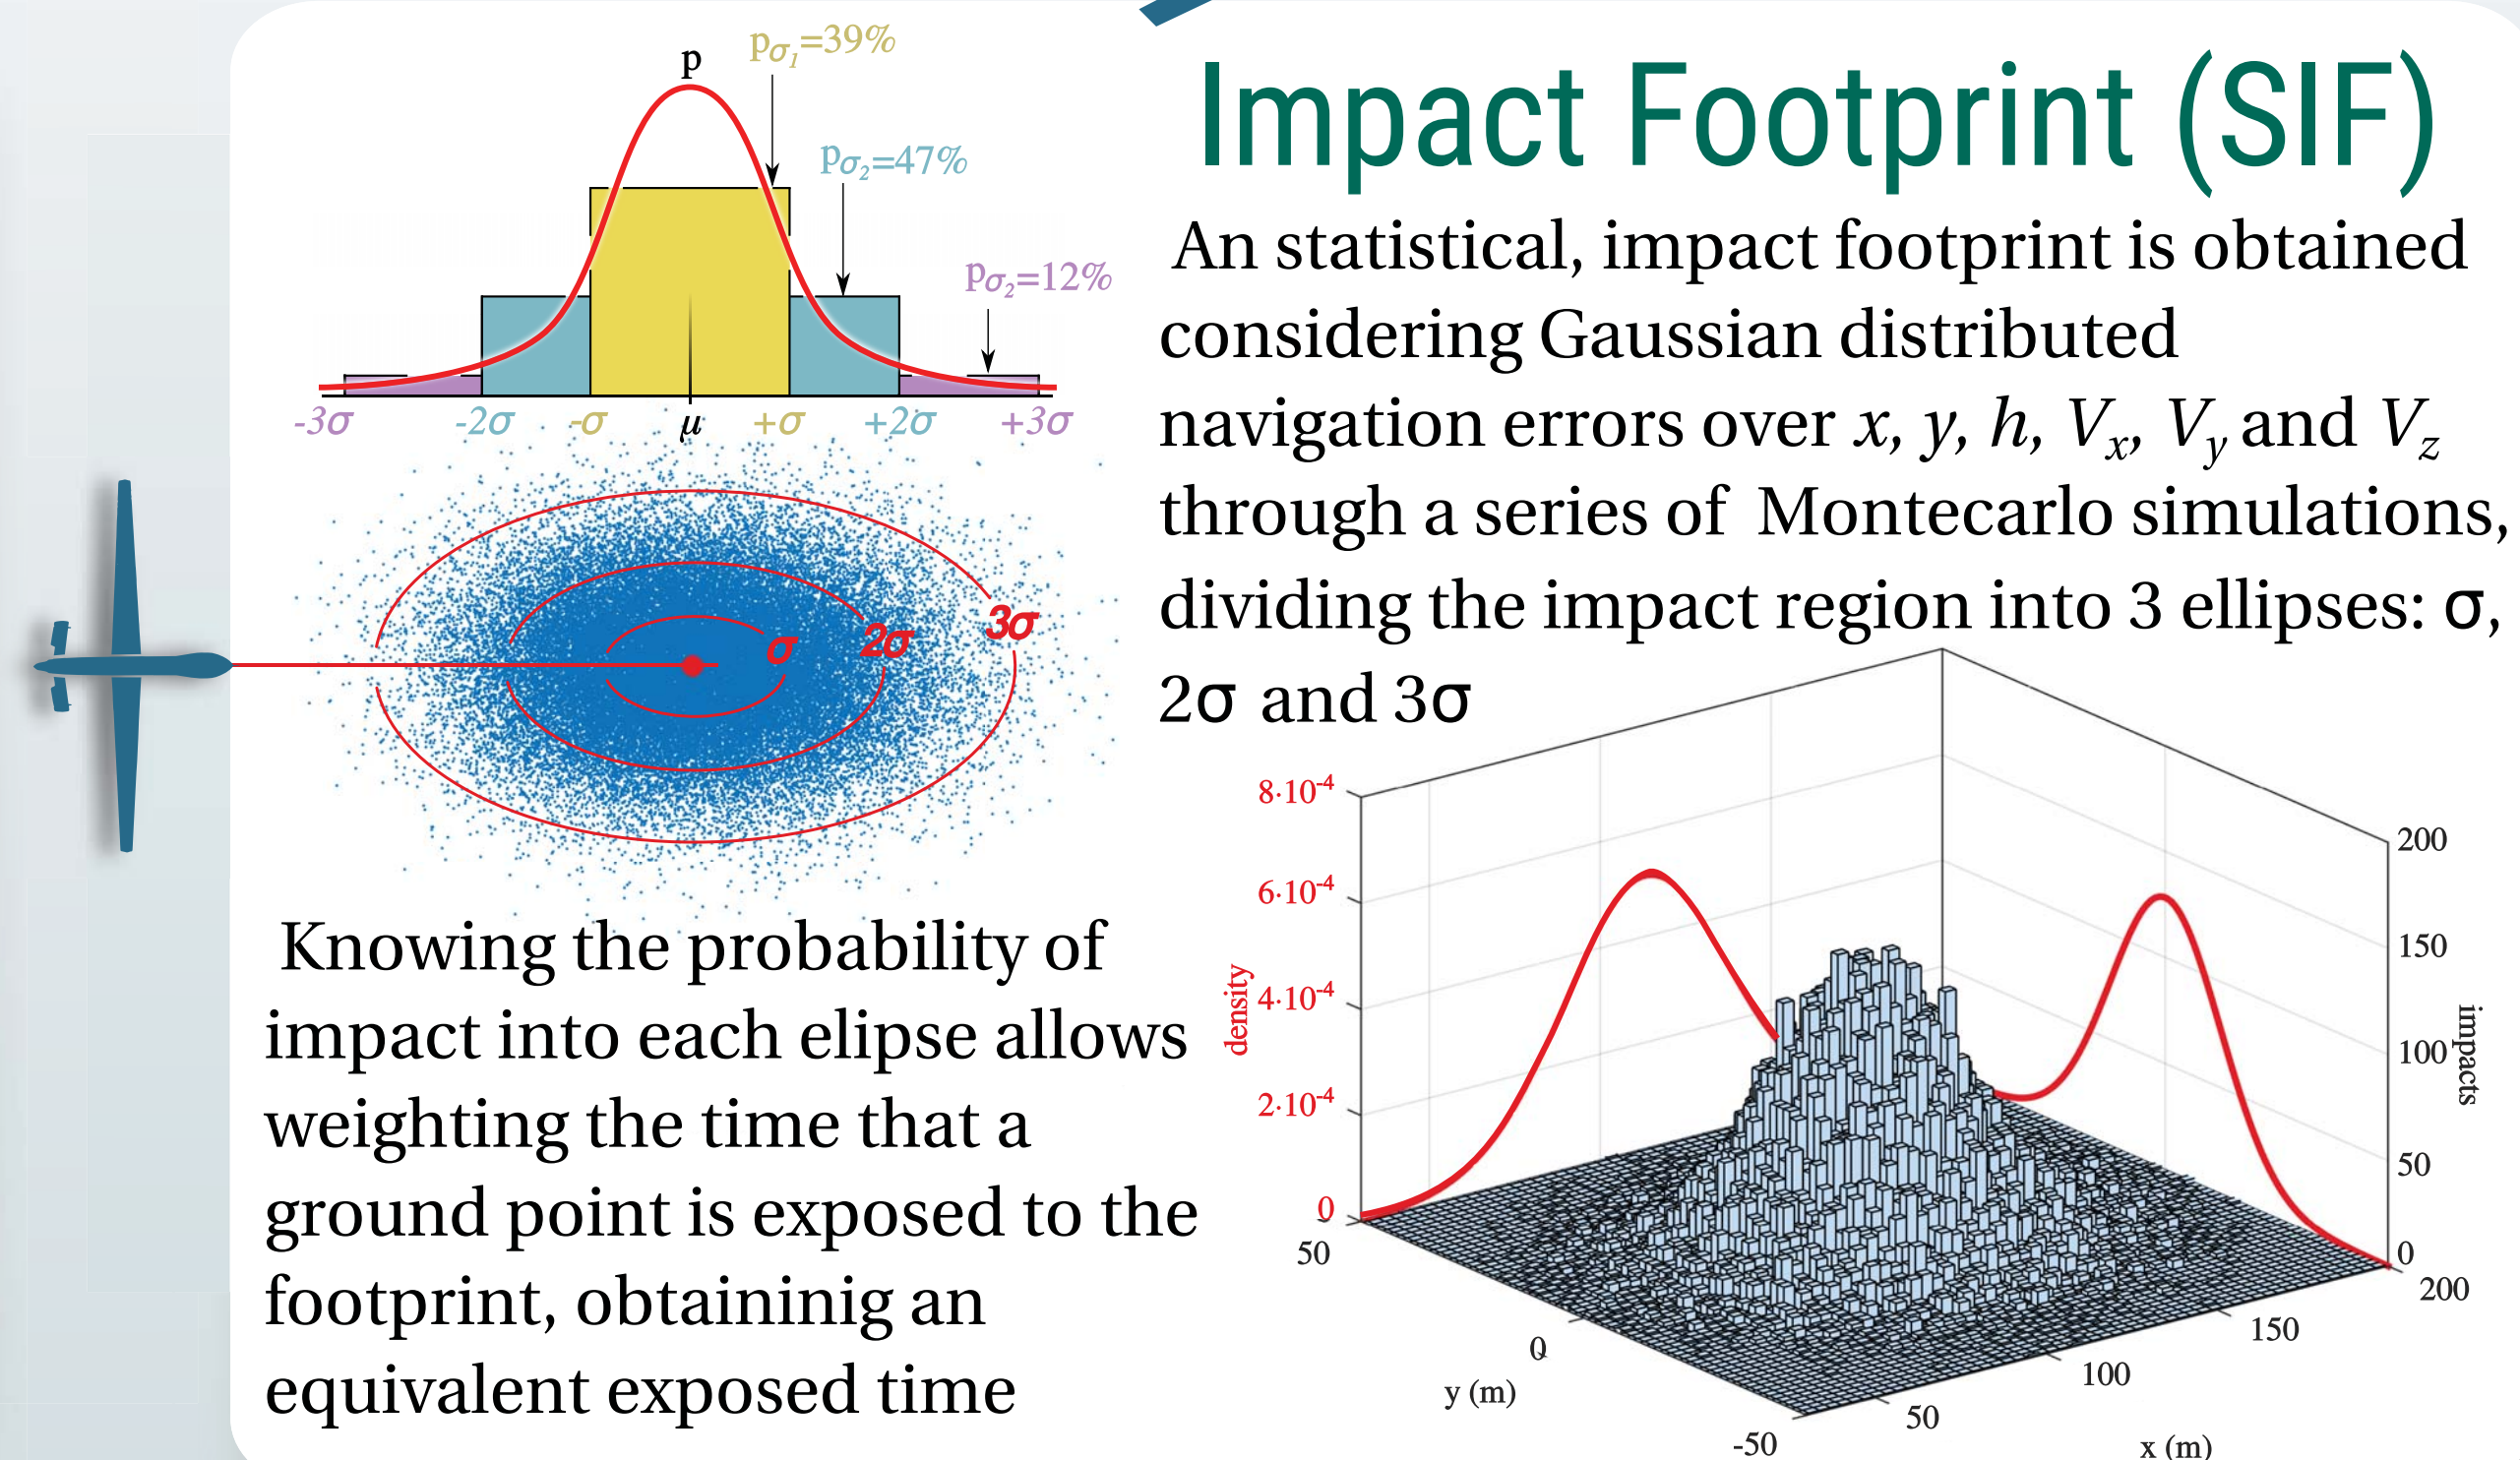 p
pσ1=39%
pσ2=47%
pσ2=12%
-3σ -2σ -σ μ +σ +2σ +3σ
σ 2σ 3σ
Knowing the probability of
impact into each elipse allows
weighting the time that a
ground point is exposed to the
footprint, obtaininig an
equivalent exposed time
Impact Footprint (SIF)
An statistical, impact footprint is obtained
considering Gaussian distributed
navigation errors over x, y, h, Vx, Vy and Vz
through a series of Montecarlo simulations,
dividing the impact region into 3 ellipses: σ,
2σ and 3σ
8·10-4
6·10-4
4·10-4
2·10-4
0
density
200
150
100
50
0
impacts
50
0
-50
y (m)
50
100
150
200
x (m)